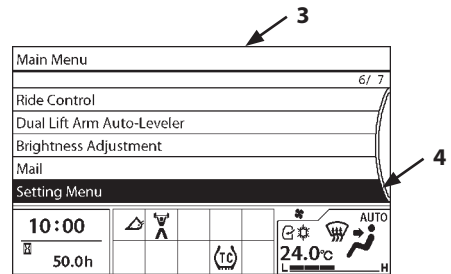 3
Main Menu
6/ 7
Ride Control
Dual Lift Arm Auto-Leveler
Brightness Adjustment
Mail
4
Setting Menu
10:00
AUTO
50.0h
TC
24.0℃
L H